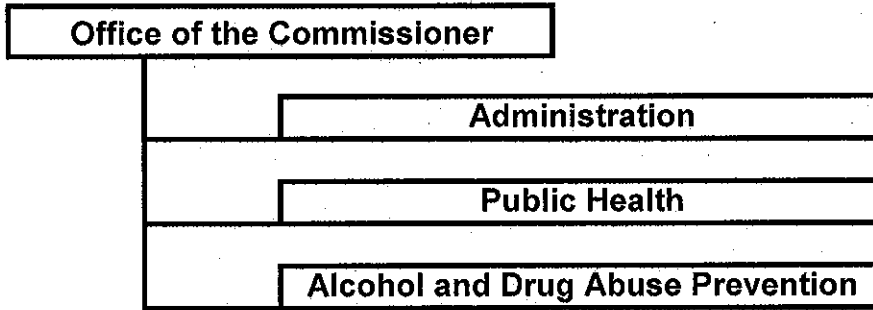 Office of the Commissioner
Administration
Public Health
Alcohol and Drug Abuse Prevention